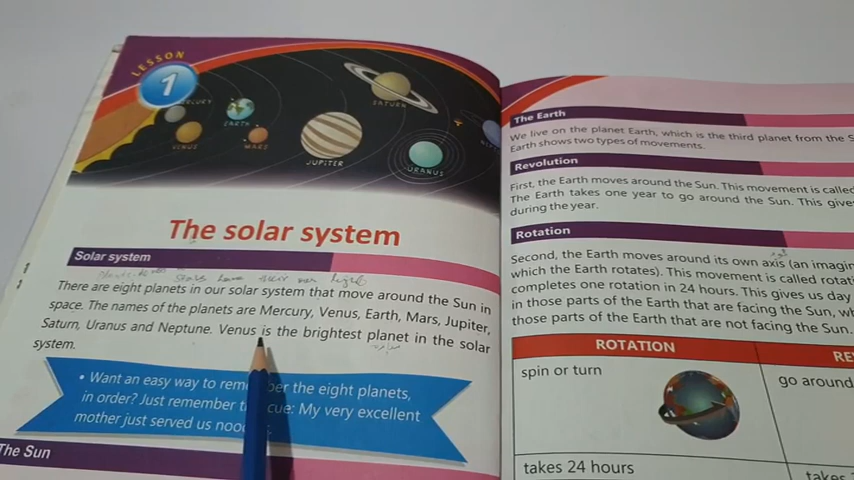 LESSON
1
MERCURY
VENUS
EARTH
MARS
JUPITER
SATURN
URANUS
The solar system
Solar system
There are eight planets in our solar system that move around the Sun in
space. The names of the planets are Mercury, Venus, Earth, Mars, Jupiter,
Saturn, Uranus and Neptune. Venus is the brightest planet in the solar
system.
• Want an easy way to remember the eight planets,
in order? Just remember cue: My very excellent
mother just served us
The Sun
The Earth
We live on the planet Earth, which is the third planet from the
Earth shows two types of movements.
Revolution
First, the Earth moves around the Sun. This movement is called
The Earth takes one year to go around the Sun. This
during the year.
Rotation
Second, the Earth moves around its own axis (an
which the Earth rotates). This movement is called
completes one rotation in 24 hours. This gives us day
in those parts of the Earth that are facing the Sun,
those parts of the Earth that are not facing the Sun.
ROTATION
spin or turn
go around
takes 24 hours